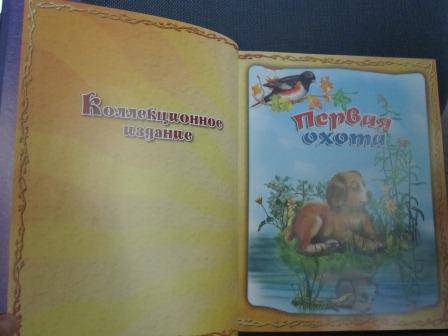 Коллекционное
издание
Первая
охота